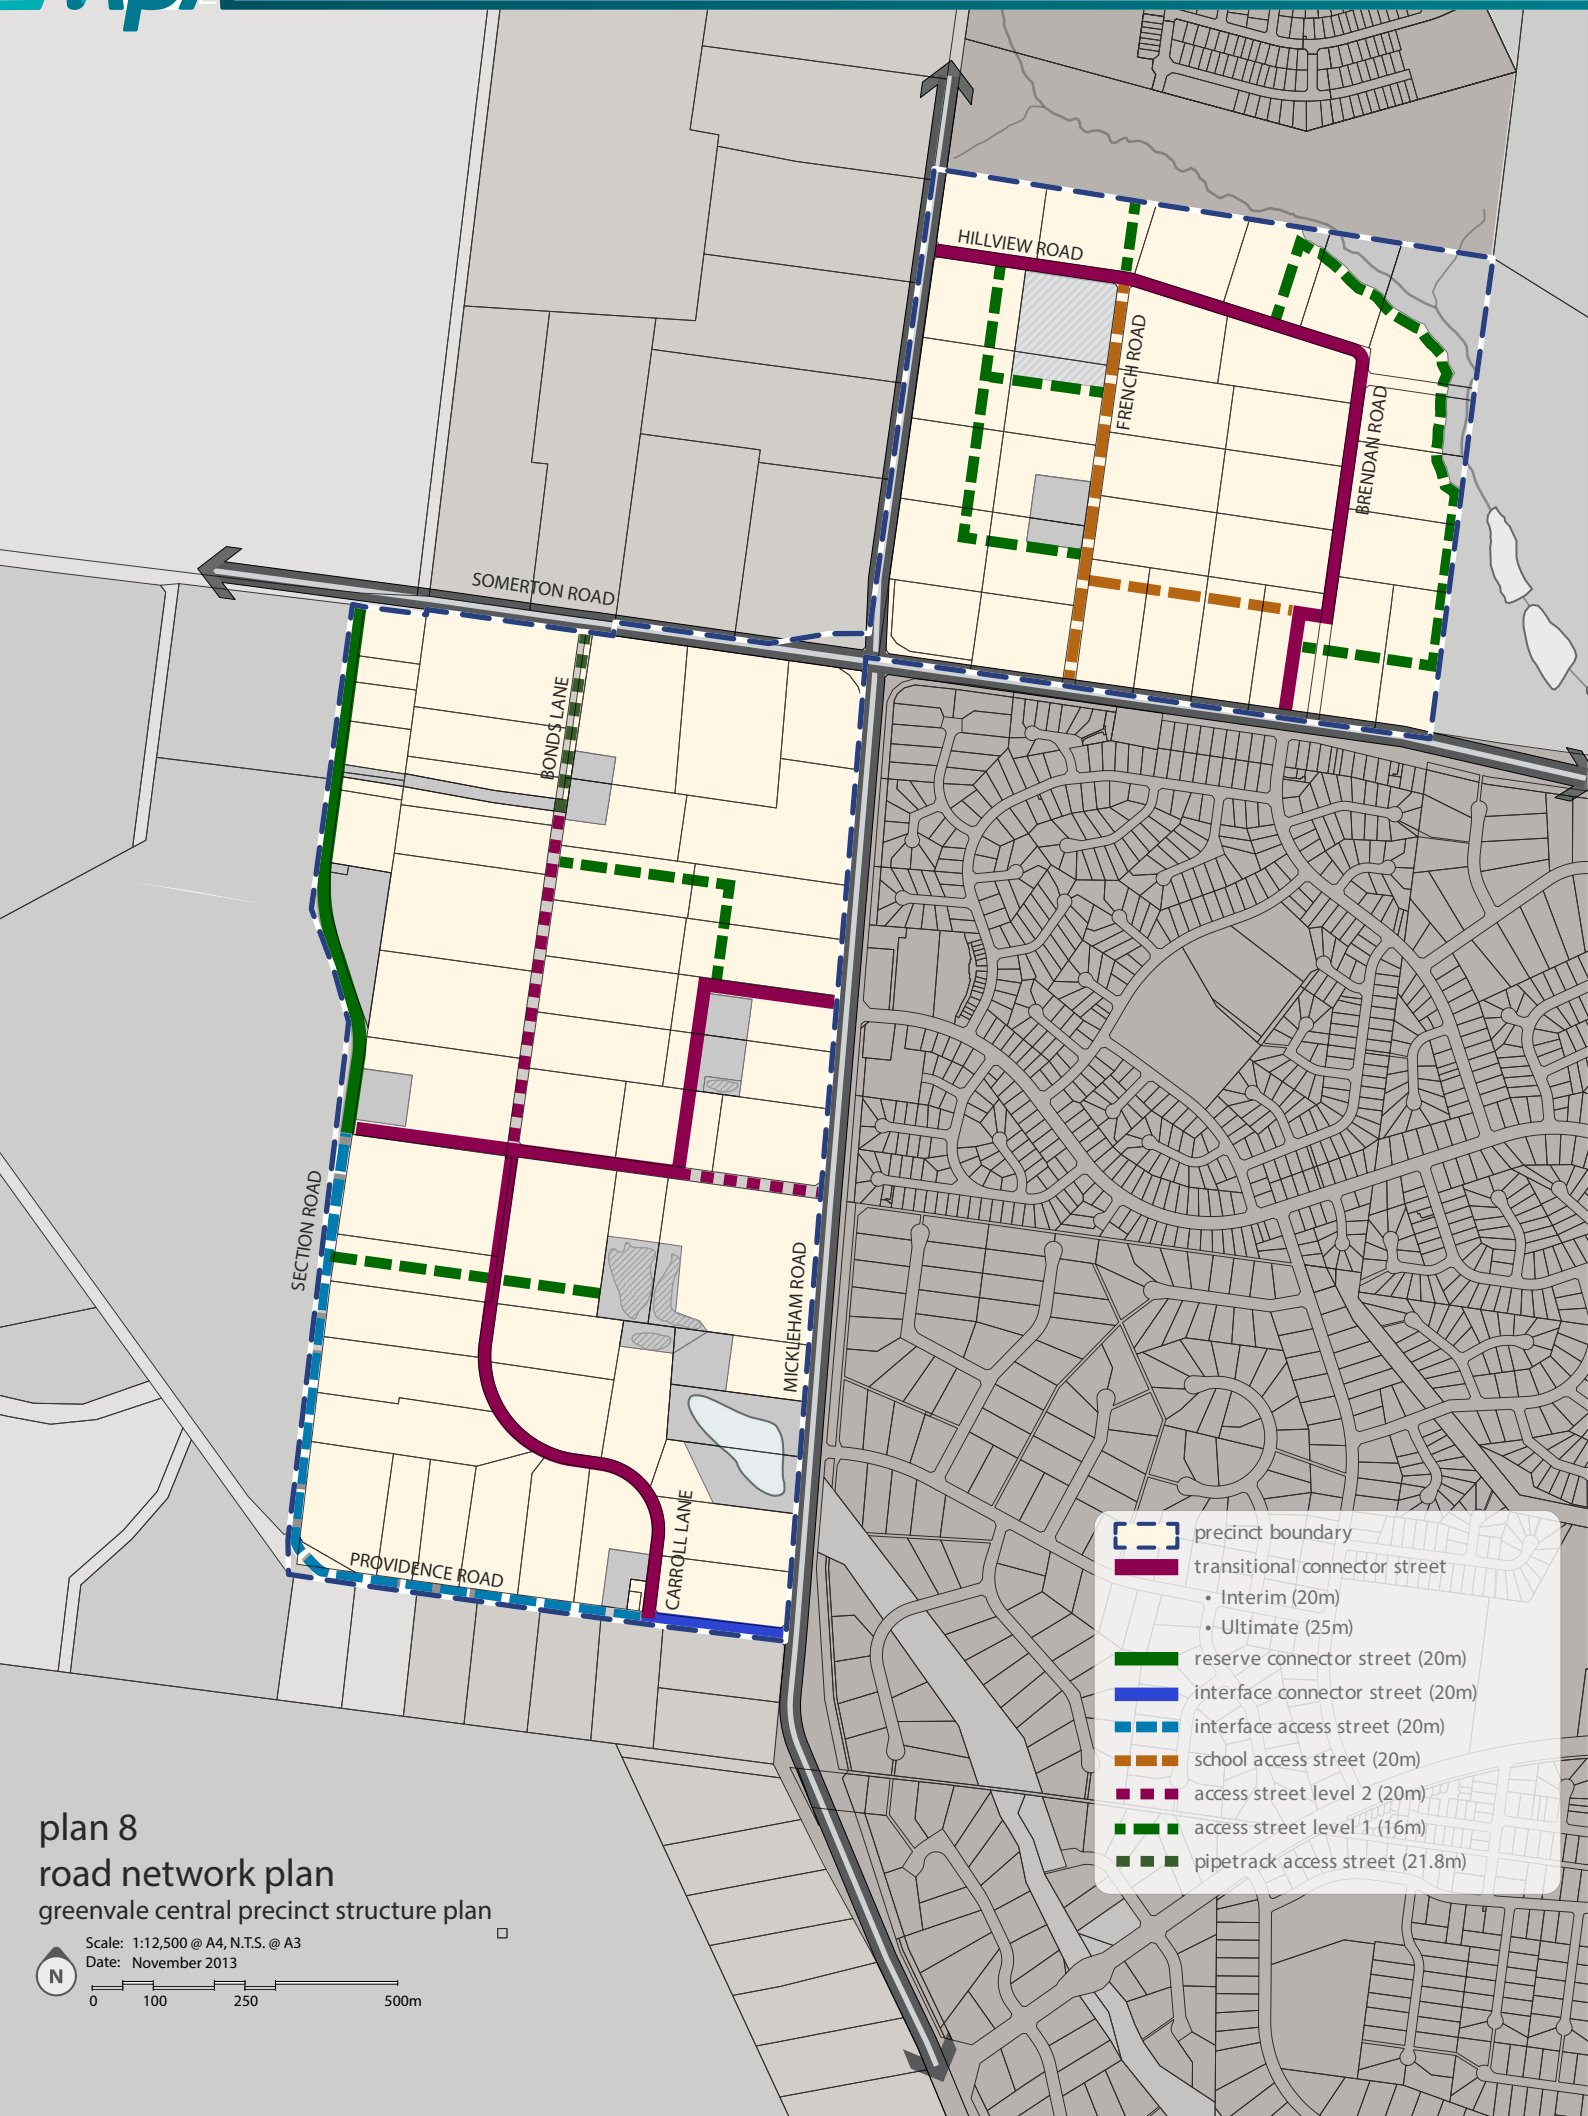 HILLVIEW ROAD
FRENCH ROAD
BRENDAN ROAD
SOMERTON ROAD
BONDS LANE
SECTION ROAD
MICKLEHAM ROAD
CARROLL LANE
PROVIDENCE ROAD
precinct boundary
transitional connector street
• Interim (20m)
• Ultimate (25m)
reserve connector street (20m)
interface connector street (20m)
interface access street (20m)
school access street (20m)
access street level 2 (20m)
access street level 1 (16m)
pipetrack access street (21.8m)
plan 8
road network plan
greenvale central precinct structure plan
Scale: 1:12,500 @ A4, N.T.S. @ A3
Date: November 2013
N
0 100 250 500m